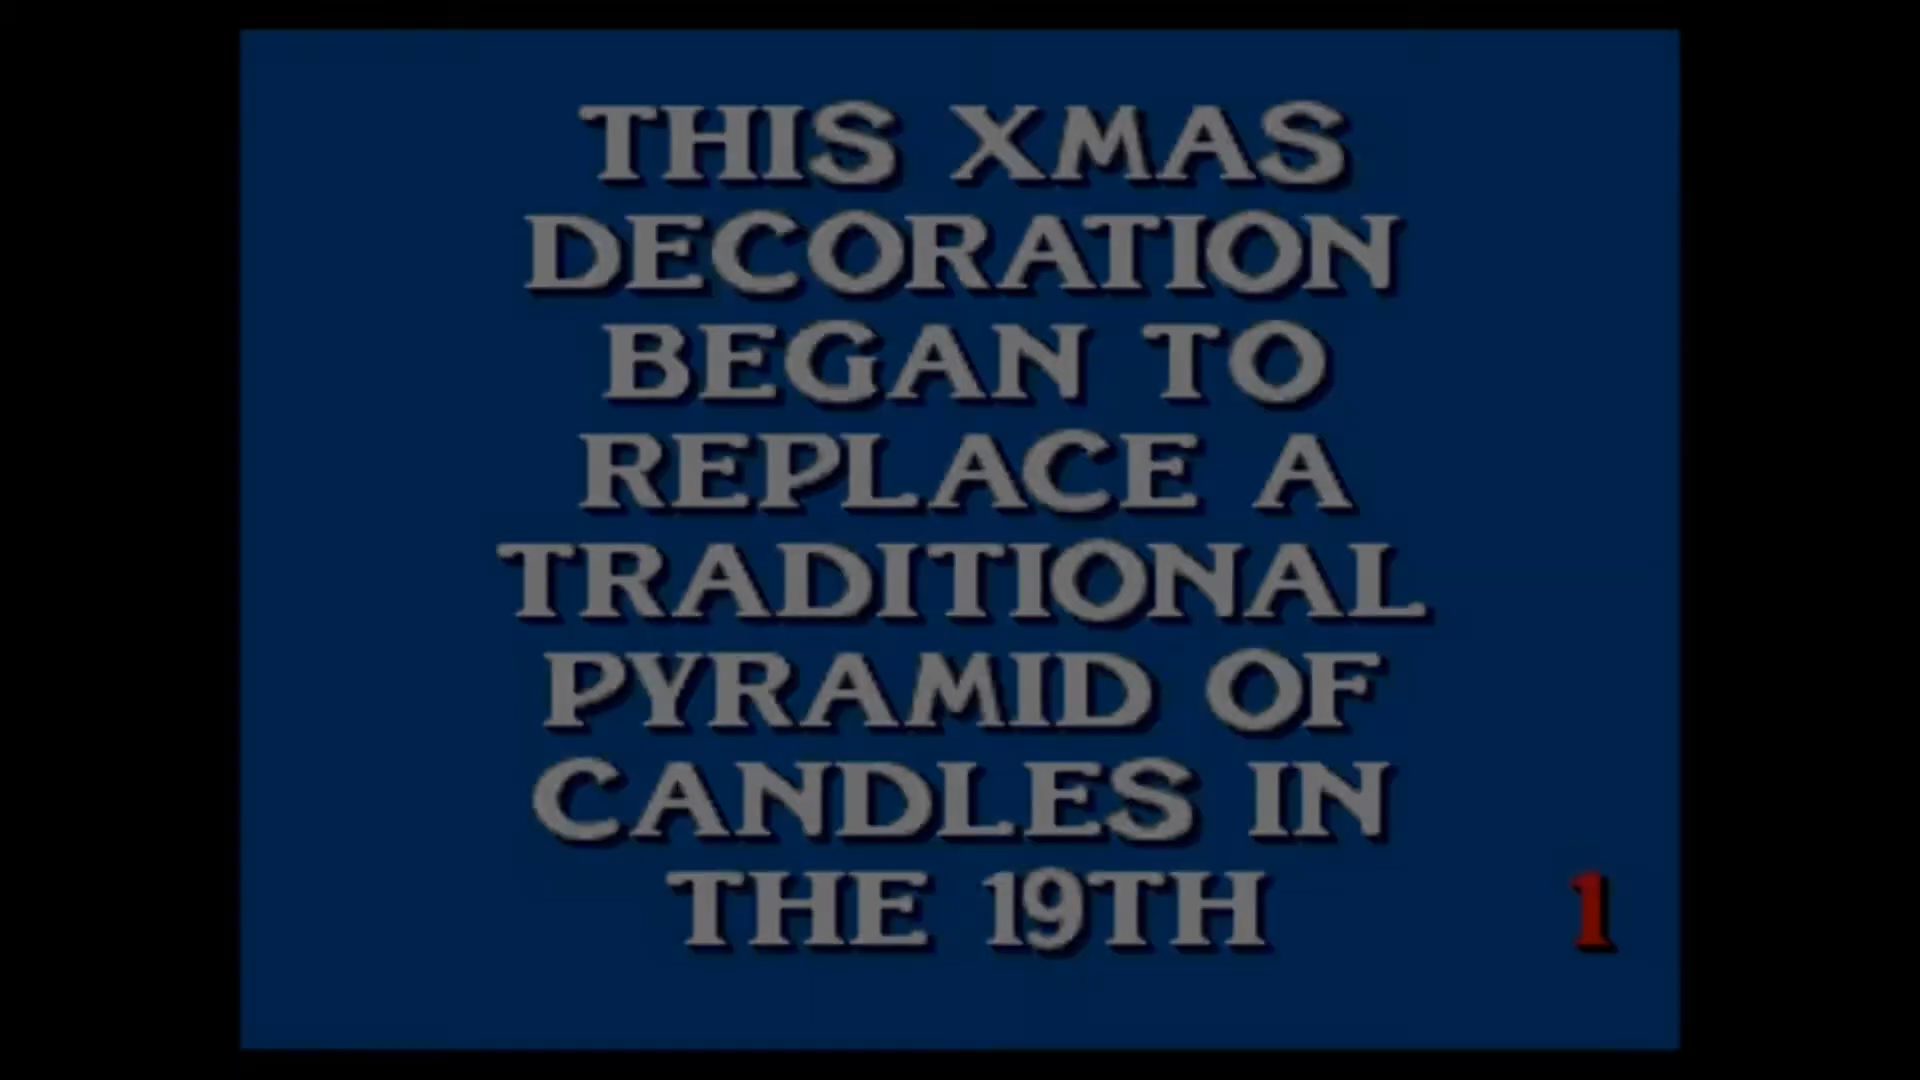 THIS XMAS
DECORATION
BEGAN TO
REPLACE A
TRADITIONAL
PYRAMID OF
CANDLES IN
THE 19TH
1